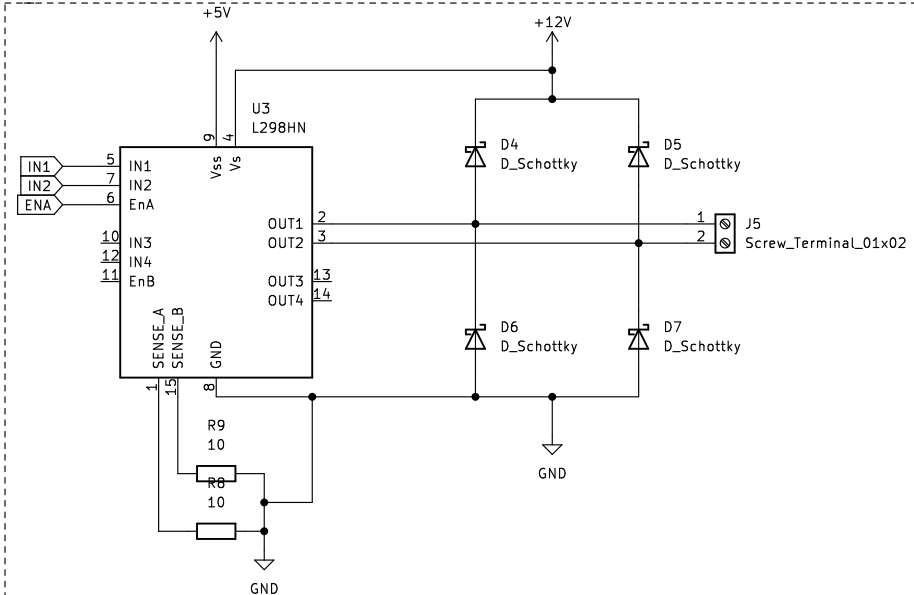 +5V
+12V
U3
L298HN
9
4
Vss
Vs
D4
D_Schottky
D5
D_Schottky
IN1
5
IN1
IN2
7
IN2
ENA
6
EnA
OUT1
2
1
J5
10
IN3
OUT2
3
2
Screw_Terminal_01x02
12
IN4
11
EnB
OUT3
13
OUT4
14
SENSE_A
SENSE_B
GND
D6
D_Schottky
D7
D_Schottky
1
15
8
R9
10
GND
R8
10
GND